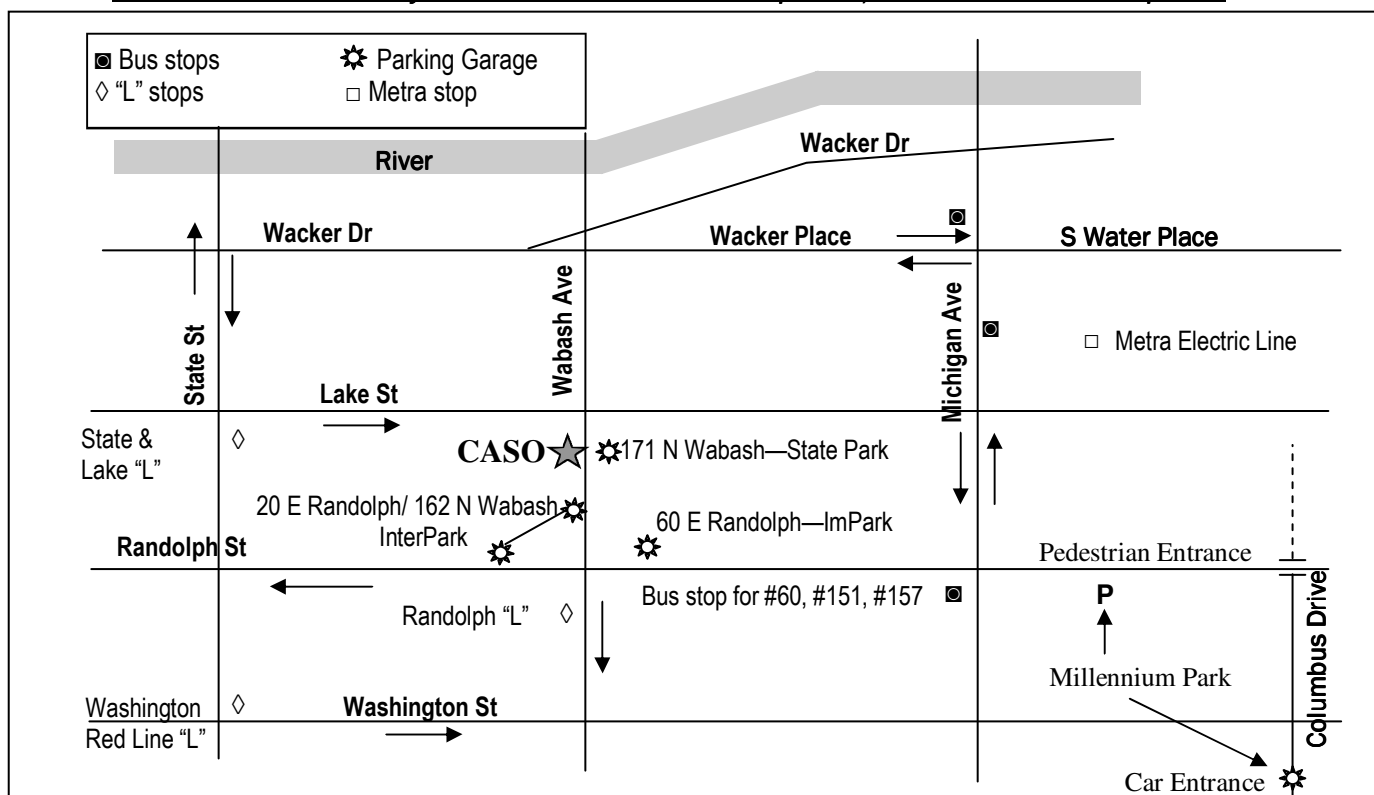 Bus stops
Parking Garage
"L" stops
Metra stop
River
Wacker Dr
Wacker Dr
Wacker Place
S Water Place
State St
Wabash Ave
Michigan Ave
Metra Electric Line
Lake St
State &
Lake "L"
CASO
171 N Wabash—State Park
20 E Randolph/ 162 N Wabash
InterPark
60 E Randolph—ImPark
Randolph St
Pedestrian Entrance
Bus stop for #60, #151, #157
P
Randolph "L"
Columbus Drive
Millennium Park
Washington
Red Line "L"
Washington St
Car Entrance